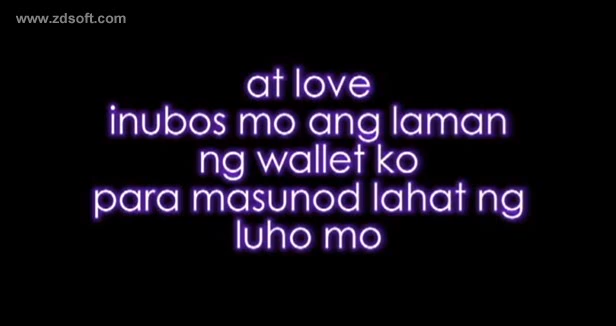 www.zdsoft.com
at love
inubos mo ang laman
ng wallet ko
para masunod lahat ng
luho mo